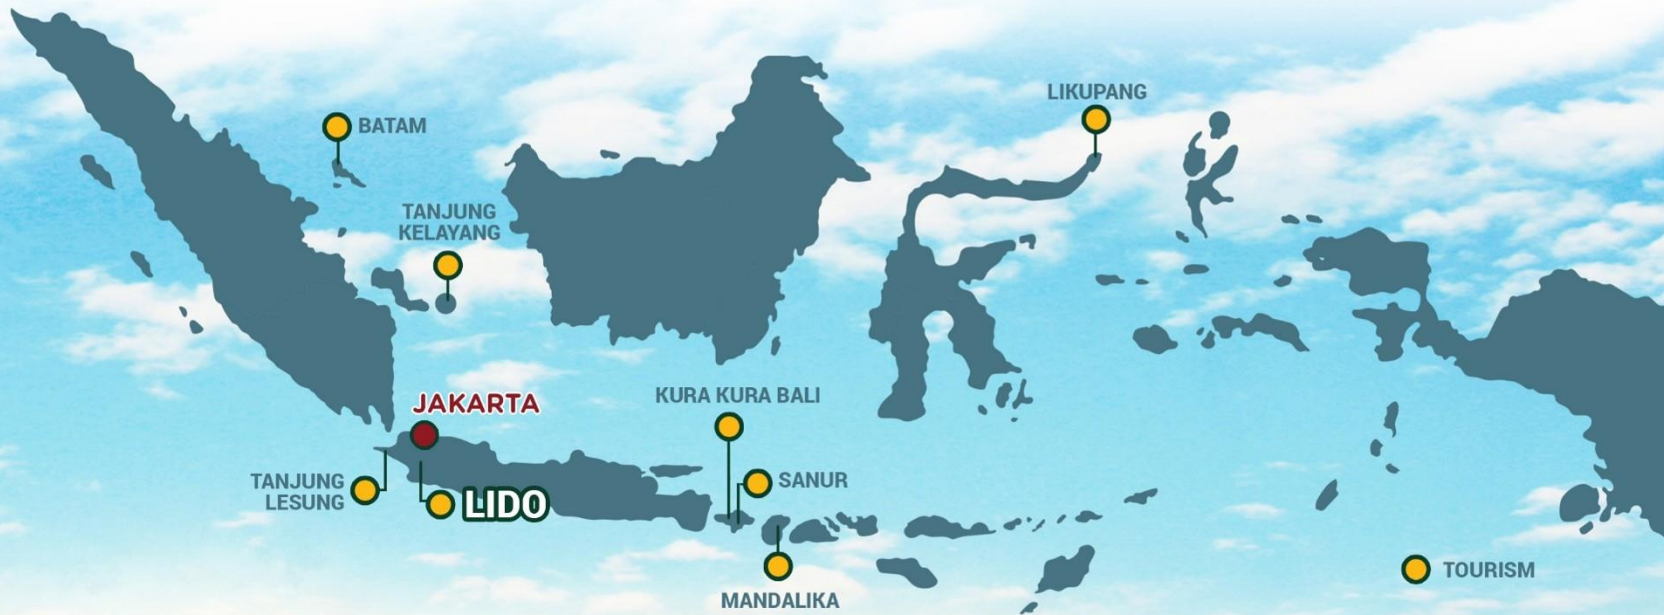 LIKUPANG
BATAM
TANJUNG
KELAYANG
JAKARTA
KURA KURA BALI
TANJUNG
LESUNG
LIDO
SANUR
MANDALIKA
TOURISM